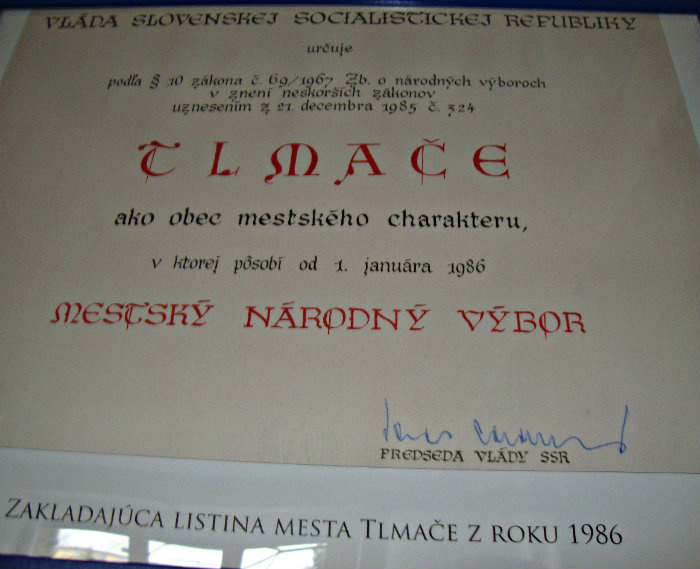 VLÁDA SLOVENSKEJ SOCIALISTICKEJ REPUBLIKY
určuje
podľa § 10 zákona č. 69/1967 Zb. o národných výboroch
v znení neskorších zákonov
uznesením z 21. decembra 1985 č. 324
TLMAČE
ako obec mestského charakteru,
v ktorej pôsobí od 1. januára 1986
MESTSKÝ NÁRODNÝ VÝBOR
PREDSEDA VLÁDY SSR
ZAKLADAJÚCA LISTINA MESTA TLMAČE Z ROKU 1986